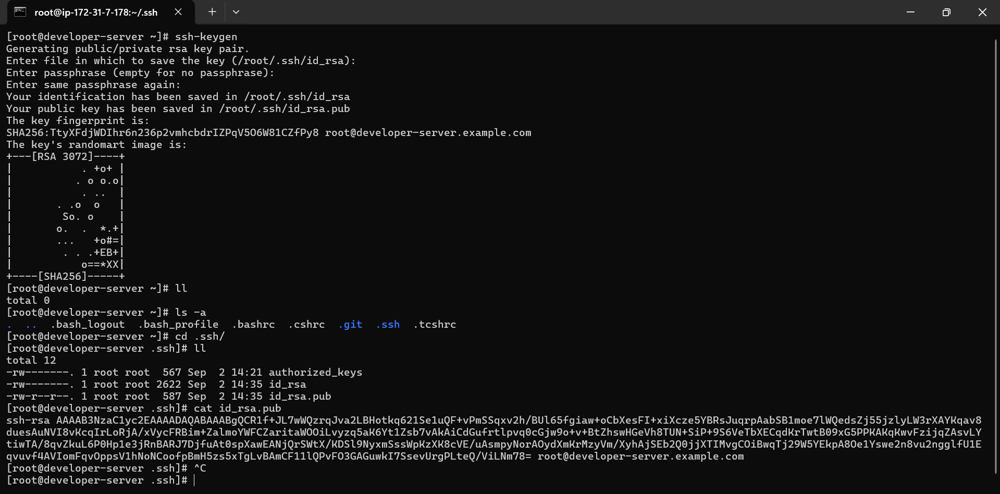 root@ip-172-31-7-178:~/.ssh
[root@developer-server ~]# ssh-keygen
Generating public/private rsa key pair.
Enter file in which to save the key (/root/.ssh/id_rsa):
Enter passphrase (empty for no passphrase):
Enter same passphrase again:
Your identification has been saved in /root/.ssh/id_rsa
Your public key has been saved in /root/.ssh/id_rsa.pub
The key fingerprint is:
SHA256:TtyXFdjWDIhr6n236p2vmhcbdrIZPqV5O6W81CZfPy8 root@developer-server.example.com
The key's randomart image is:
+---[RSA 3072]----+
|           . +o+ |
|          . o o.o|
|           . ..  |
|       . .o  o   |
|        So. o    |
|       o.  .  *.+|
|       ...   +o#=|
|        . . .+EB+|
|           o==*XX|
+----[SHA256]-----+
[root@developer-server ~]# ll
total 0
[root@developer-server ~]# ls -a
.  ..  .bash_logout  .bash_profile  .bashrc  .cshrc  .git  .ssh  .tcshrc
[root@developer-server ~]# cd .ssh/
[root@developer-server .ssh]# ll
total 12
-rw-------. 1 root root  567 Sep  2 14:21 authorized_keys
-rw-------. 1 root root 2622 Sep  2 14:35 id_rsa
-rw-r--r--. 1 root root  587 Sep  2 14:35 id_rsa.pub
[root@developer-server .ssh]# cat id_rsa.pub
ssh-rsa AAAAB3NzaC1yc2EAAAADAQABAAABgQCR1f+JL7wWQzrqJva2LBHotkq621Se1uQF+vPmSSqxv2h/BUl65fgiaw+oCbXesFI+xiXcze5YBRsJuqrpAabSB1moe7lWQedsZj55jzlyLW3rXAYKqav8
duesAuNVI8vKcqIrLoRjA/xVycFRBim+ZalmoYWFCZaritaWOOiLvyzq5aK6Yt1Zsb7vAkAiCdGufrtlpvq0cGjw9o+v+BtZhswHGeVh8TUN+SiP+9S6VeTbXECqdKrTwtB09xG5PPKAKqKwvFzijqZAsvLY
tiwTA/8qvZkuL6P0Hp1e3jRnBARJ7DjfuAt0spXawEANjQrSWtX/KDSl9NyxmSssWpKzXK8cVE/uAsmpyNorAOydXmKrMzyVm/XyhAjSEb2Q0jjXTIMvgCOiBwqTj29W5YEkpA8Oe1Yswe2n8vu2ngglfU1E
qvuvf4AVIomFqvOppsV1hNoNCoofpBmH5zs5xTgLvBAmCF11lQPvFO3GAGuwkI7SsevUrgPLteQ/ViLNm78= root@developer-server.example.com
[root@developer-server .ssh]# ^C
[root@developer-server .ssh]#